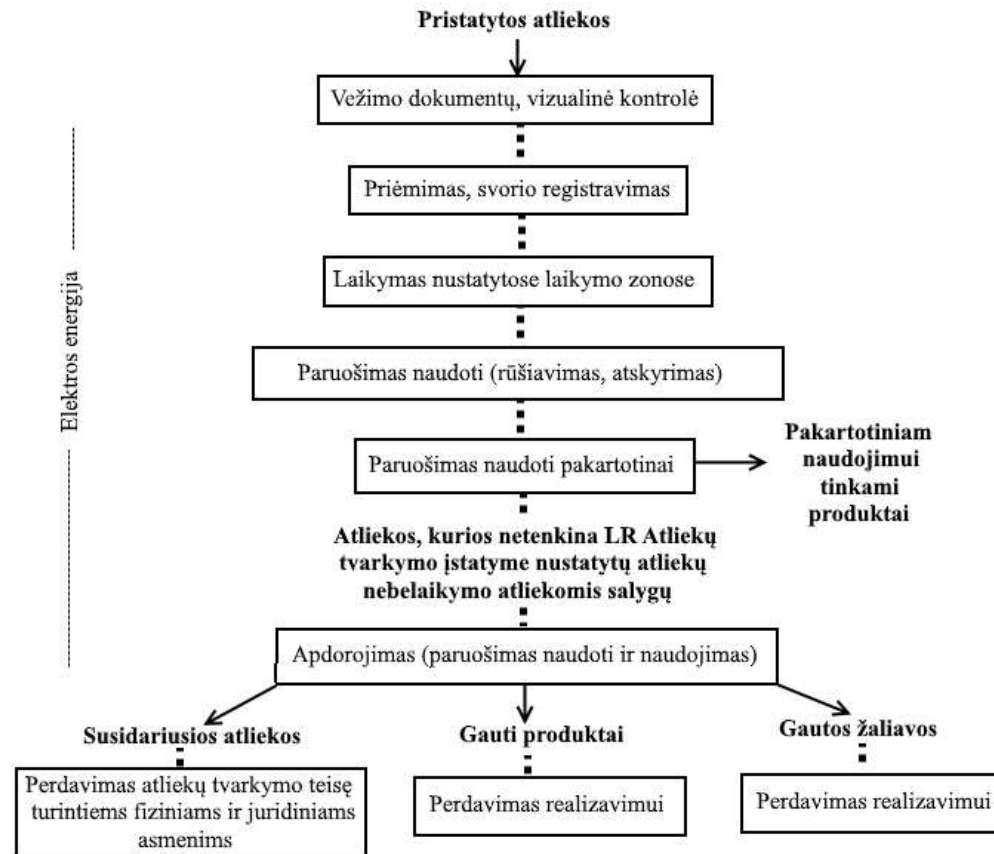 Pristatytos atliekos
Vežimo dokumentų, vizualinė kontrolė
Priėmimas, svorio registravimas
Laikymas nustatytose laikymo zonose
Elektros energija
Paruošimas naudoti (rūšiavimas, atskyrimas)
Paruošimas naudoti pakartotinai
Pakartotiniam
naudojimui
tinkami
produktai
Atliekos, kurios netenkina LR Atliekų
tvarkymo įstatyme nustatytų atliekų
nebelaikymo atliekomis salygų
Apdorojimas (paruošimas naudoti ir naudojimas)
Susidariusios atliekos
Perdavimas atliekų tvarkymo teisę
turintiems fiziniams ir juridiniams
asmenims
Gauti produktai
Perdavimas realizavimui
Gautos žaliavos
Perdavimas realizavimui